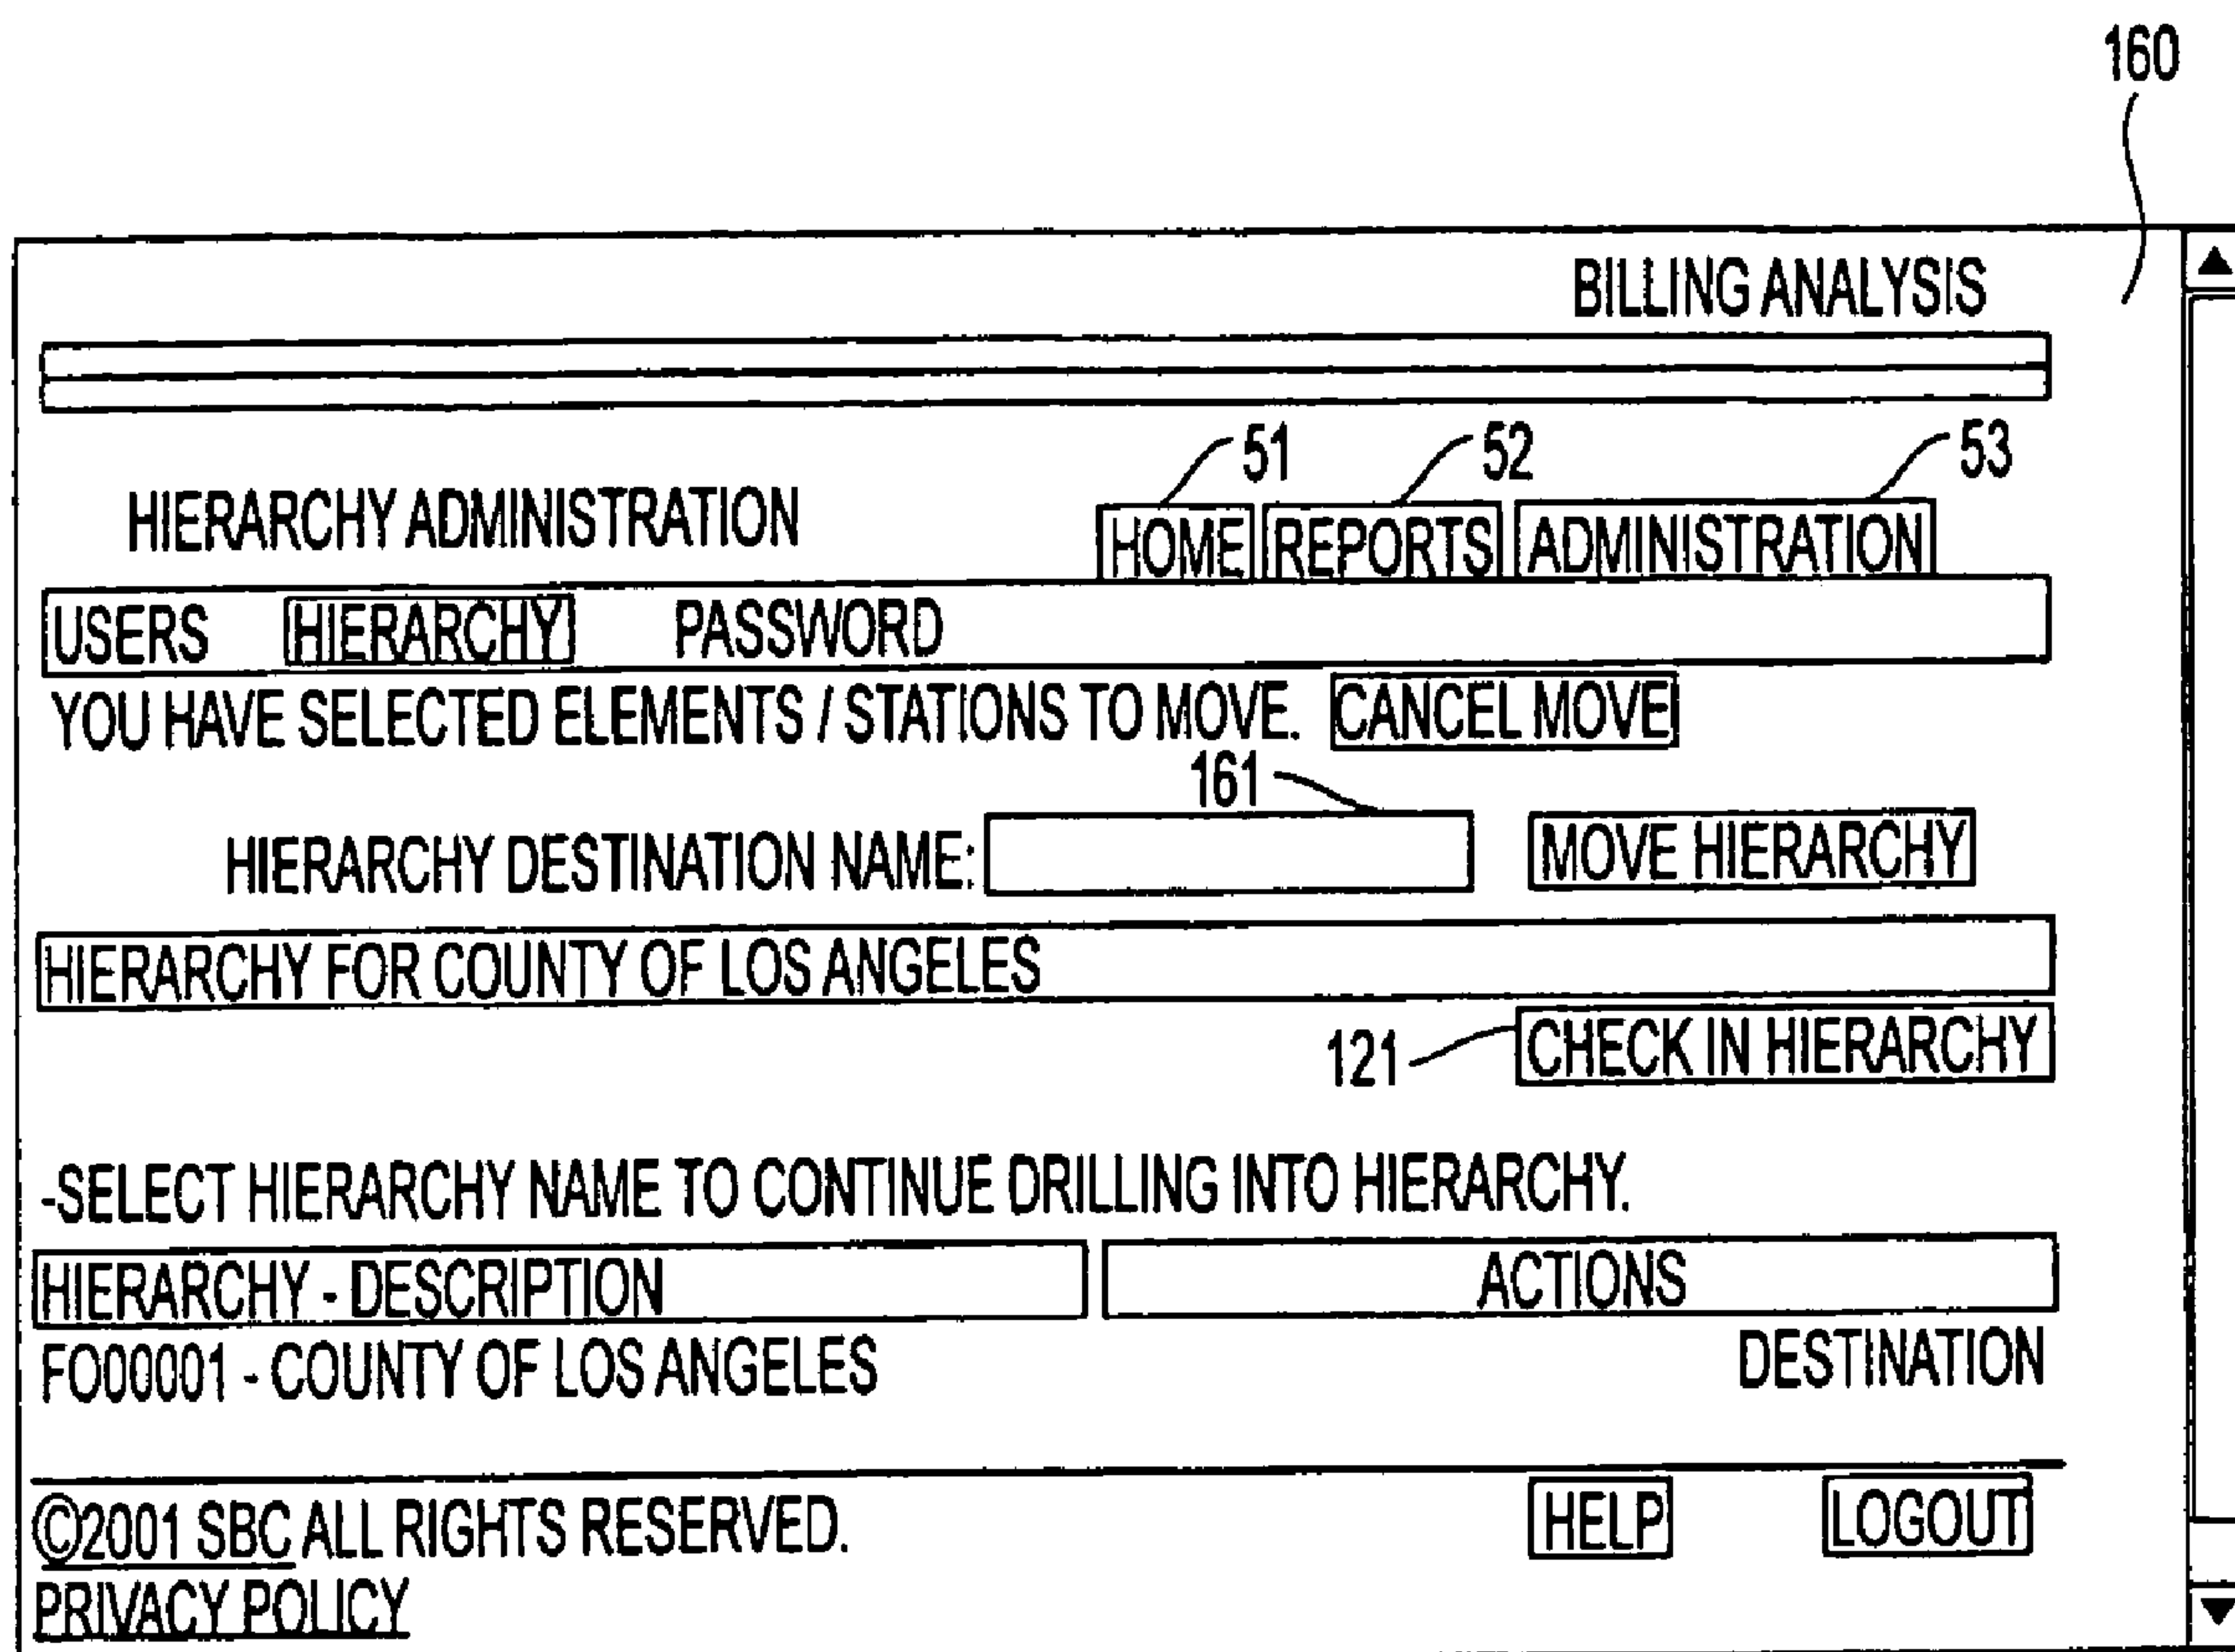 160
BILLING ANALYSIS
51 52 53
HIERARCHY ADMINISTRATION HOME REPORTS ADMINISTRATION
USERS HIERARCHY PASSWORD
YOU HAVE SELECTED ELEMENTS / STATIONS TO MOVE. CANCEL MOVE
161
HIERARCHY DESTINATION NAME: MOVE HIERARCHY
HIERARCHY FOR COUNTY OF LOS ANGELES
121 CHECK IN HIERARCHY
-SELECT HIERARCHY NAME TO CONTINUE DRILLING INTO HIERARCHY.
HIERARCHY - DESCRIPTION ACTIONS
FO00001 - COUNTY OF LOS ANGELES DESTINATION
©2001 SBC ALL RIGHTS RESERVED. HELP LOGOUT
PRIVACY POLICY